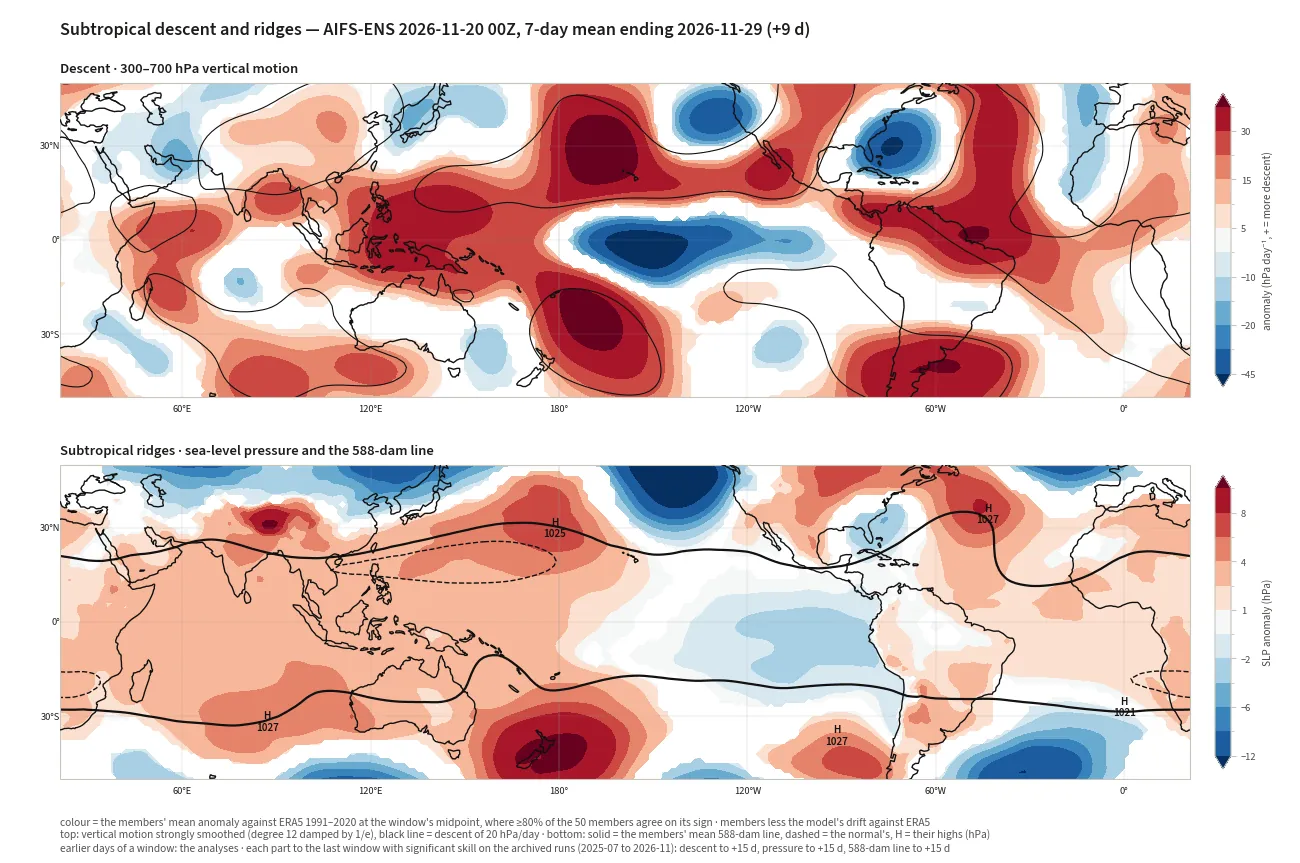 Subtropical descent and ridges — AIFS-ENS 2026-11-20 00Z, 7-day mean ending 2026-11-29 (+9 d)
Descent · 300–700 hPa vertical motion
30°N
0°
30°S
60°E
120°E
180°
120°W
60°W
0°
30
15
5
−10
−20
−45
anomaly (hPa day⁻¹, + = more descent)
Subtropical ridges · sea-level pressure and the 588-dam line
30°N
0°
30°S
H
1025
H
1027
H
1027
H
1027
H
1021
60°E
120°E
180°
120°W
60°W
0°
8
4
1
−2
−6
−12
SLP anomaly (hPa)
colour = the members' mean anomaly against ERA5 1991–2020 at the window's midpoint, where ≥80% of the 50 members agree on its sign · members less the model's drift against ERA5
top: vertical motion strongly smoothed (degree 12 damped by 1/e), black line = descent of 20 hPa/day · bottom: solid = the members' mean 588-dam line, dashed = the normal's, H = their highs (hPa)
earlier days of a window: the analyses · each part to the last window with significant skill on the archived runs (2025-07 to 2026-11): descent to +15 d, pressure to +15 d, 588-dam line to +15 d